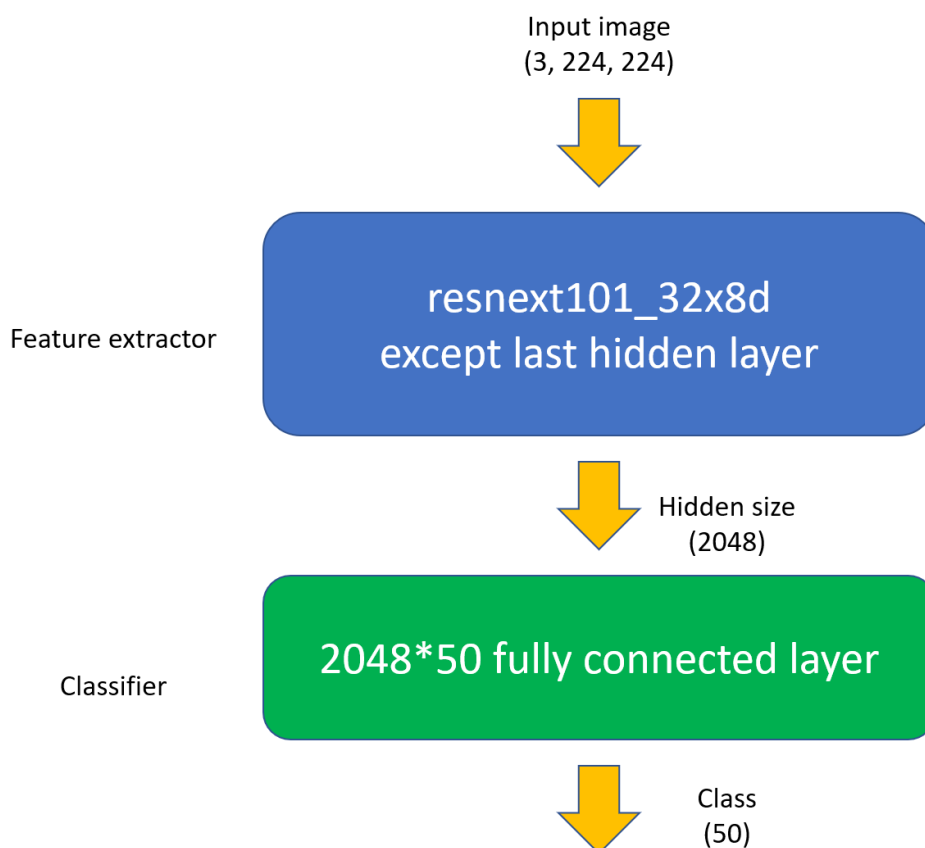 Input image
(3, 224, 224)
resnext101_32x8d
except last hidden layer
Feature extractor
Hidden size
(2048)
2048*50 fully connected layer
Classifier
Class
(50)